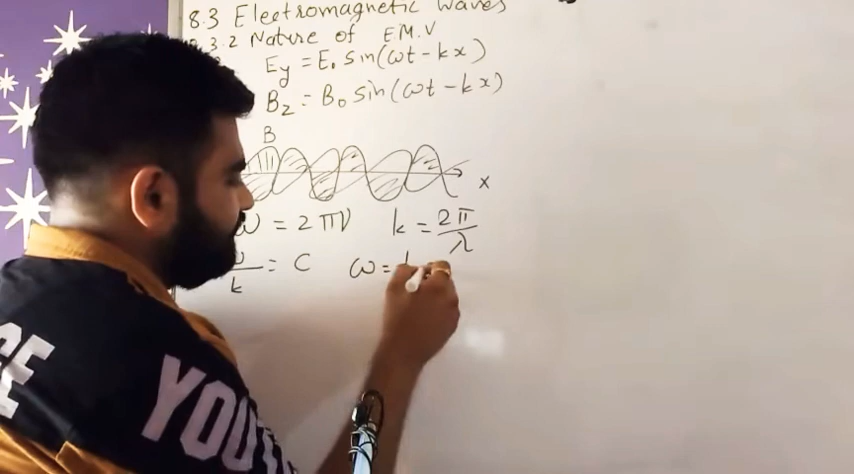 8.3 Electromagnetic Waves
.3.2 Nature of E.M.V
Ey = E₀ sin(ωt - kx)
Bz = B₀ sin(ωt - kx)
B
x
ω = 2πν k = 2π/λ
/k = C ω =
CE
YOU